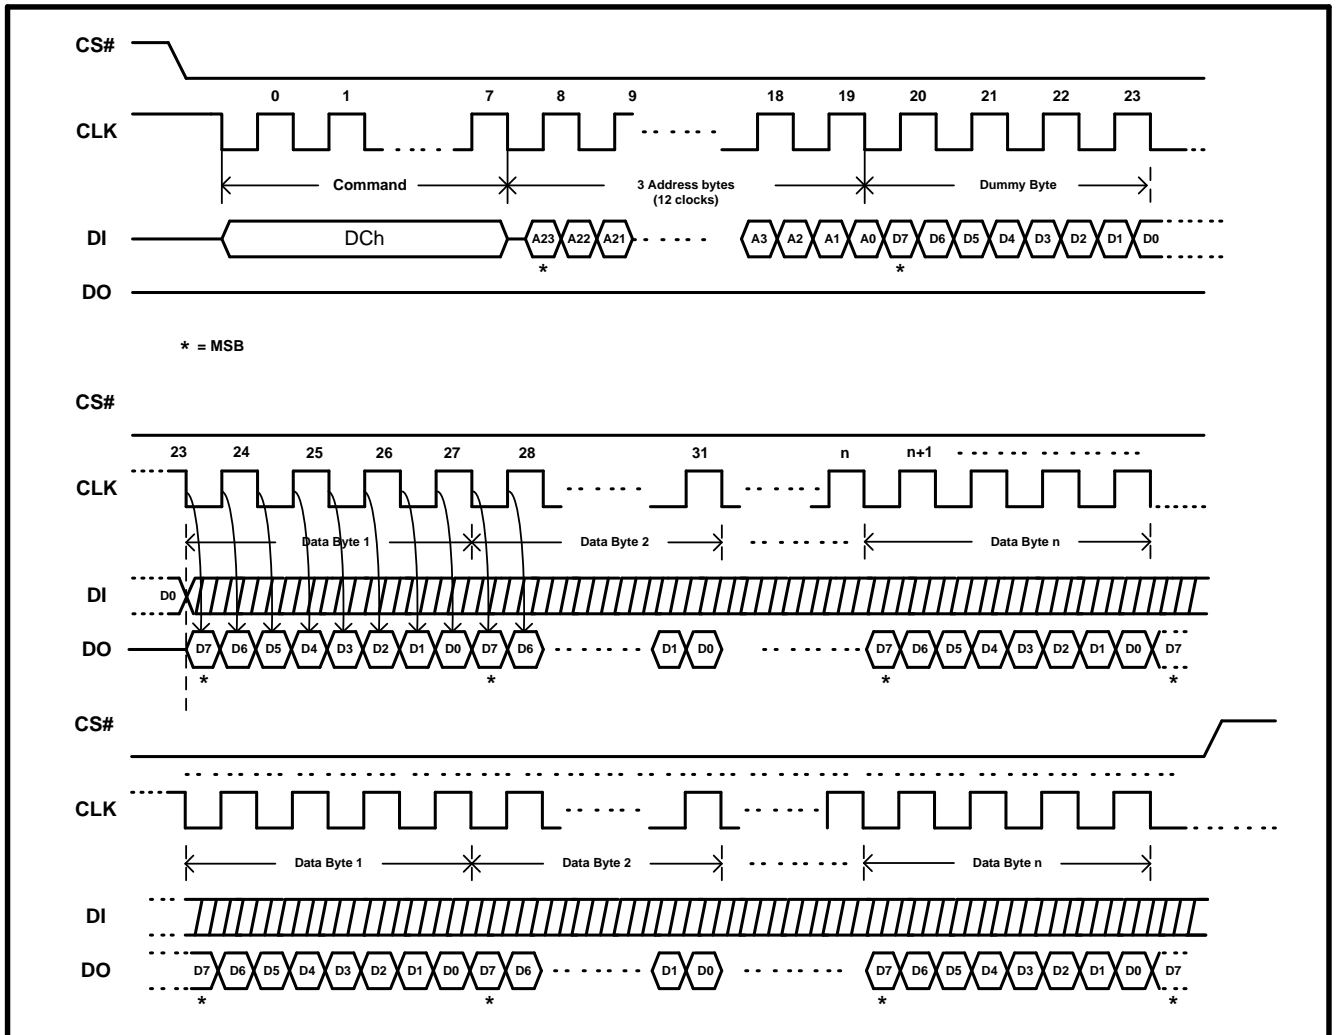 CS#
0 1 7 8 9 18 19 20 21 22 23
CLK
Command 3 Address bytes (12 clocks) Dummy Byte
DI DCh A23 A22 A21 A3 A2 A1 A0 D7 D6 D5 D4 D3 D2 D1 D0
* *
DO
* = MSB
CS#
23 24 25 26 27 28 31 n n+1
CLK
Data Byte 1 Data Byte 2 Data Byte n
DI D0
DO D7 D6 D5 D4 D3 D2 D1 D0 D7 D6 D1 D0 D7 D6 D5 D4 D3 D2 D1 D0 D7
* * * *
CS#
CLK
Data Byte 1 Data Byte 2 Data Byte n
DI
DO D7 D6 D5 D4 D3 D2 D1 D0 D7 D6 D1 D0 D7 D6 D5 D4 D3 D2 D1 D0 D7
* * * *